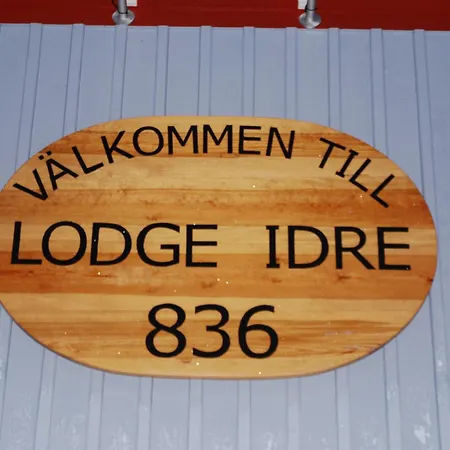 VÄLKOMMEN TILL
LODGE IDRE
836